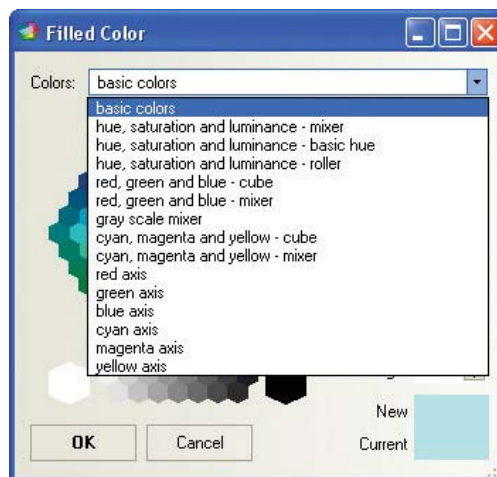 Filled Color
Colors: basic colors
basic colors
hue, saturation and luminance - mixer
hue, saturation and luminance - basic hue
hue, saturation and luminance - roller
red, green and blue - cube
red, green and blue - mixer
gray scale mixer
cyan, magenta and yellow - cube
cyan, magenta and yellow - mixer
red axis
green axis
blue axis
cyan axis
magenta axis
yellow axis
New
OK Cancel Current